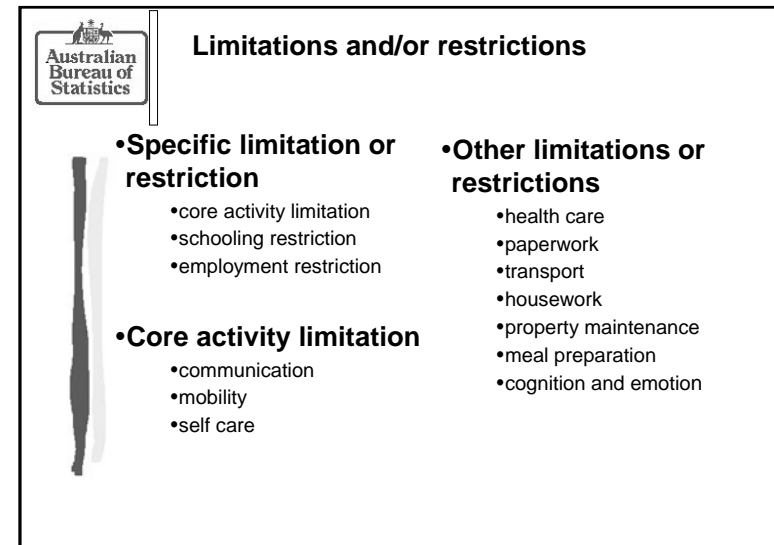 Australian
Bureau of
Statistics
Limitations and/or restrictions
•Specific limitation or
restriction
•core activity limitation
•schooling restriction
•employment restriction
•Core activity limitation
•communication
•mobility
•self care
•Other limitations or
restrictions
•health care
•paperwork
•transport
•housework
•property maintenance
•meal preparation
•cognition and emotion